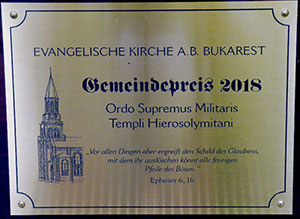 EVANGELISCHE KIRCHE A.B. BUKAREST
Gemeindepreis 2018
Ordo Supremus Militaris
Templi Hierosolymitani
„Vor allen Dingen aber ergreift den Schild des Glaubens,
mit dem ihr auslöschen könnt alle feurigen
Pfeile des Bösen.
Epheser 6, 16